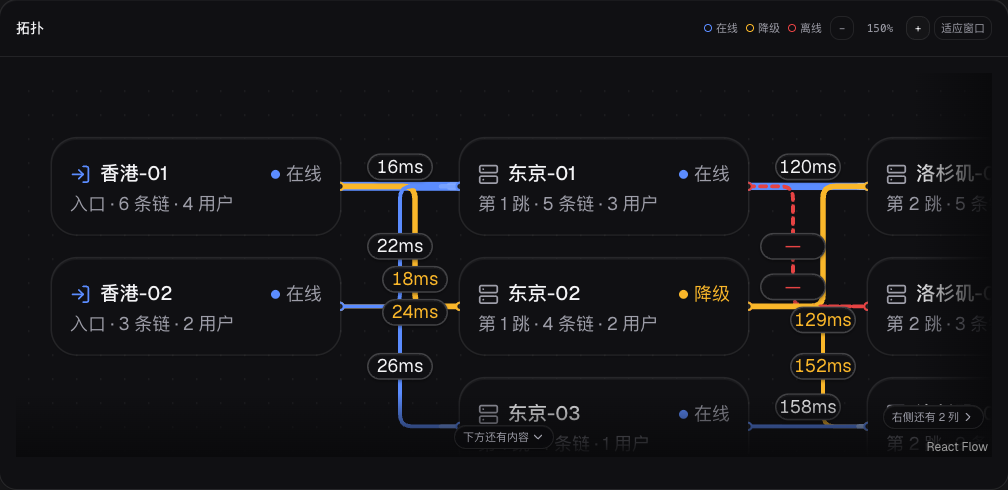 拓扑
在线 降级 离线 − 150% + 适应窗口
香港-01 在线
入口 · 6 条链 · 4 用户
16ms
东京-01 在线
第 1 跳 · 5 条链 · 3 用户
120ms
洛杉矶-0
第 2 跳 · 5 条
22ms
—
18ms
—
香港-02 在线
入口 · 3 条链 · 2 用户
24ms
东京-02 降级
第 1 跳 · 4 条链 · 2 用户
129ms
洛杉矶-0
第 2 跳 · 3 条
26ms
152ms
158ms
东京-03 在线
条链 · 1 用户
下方还有内容
右侧还有 2 列
第 2 跳
React Flow